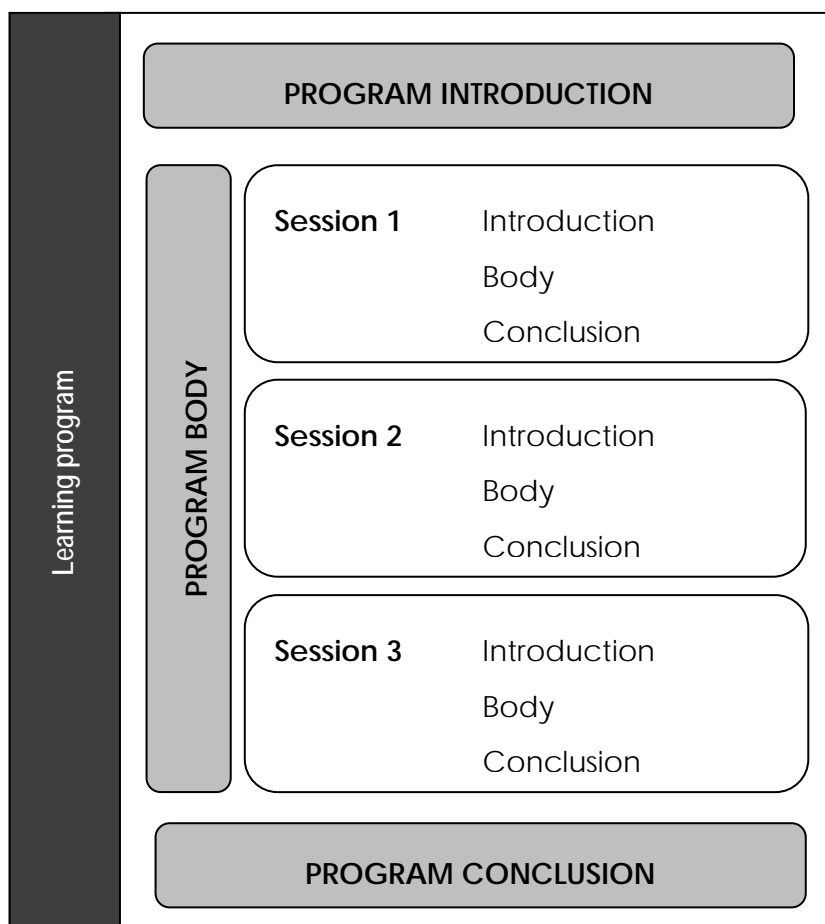 Learning program
PROGRAM INTRODUCTION
PROGRAM BODY
Session 1 Introduction
Body
Conclusion
Session 2 Introduction
Body
Conclusion
Session 3 Introduction
Body
Conclusion
PROGRAM CONCLUSION